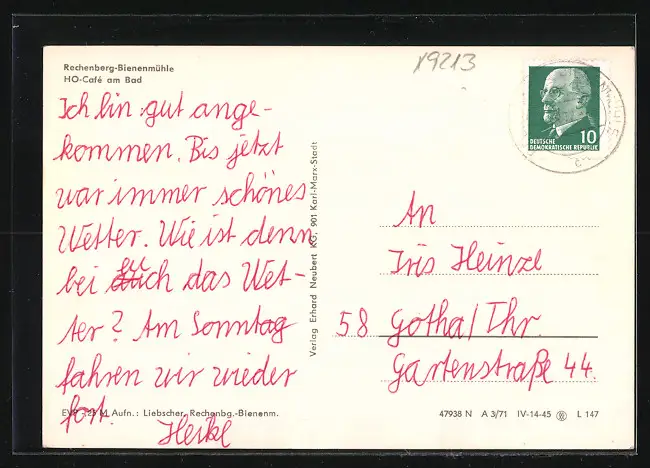 Rechenberg-Bienenmühle
HO-Café am Bad
19213
Ich bin gut ange-
kommen. Bis jetzt
war immer schönes
Wetter. Wie ist denn
bei euch das Wet-
ter? Am Sonntag
fahren wir wieder
fort.
Heike
Verlag Erhard Neubert KG, 901 Karl-Marx-Stadt
10
DEUTSCHE
DEMOKRATISCHE REPUBLIK
An
Iris Heinze
58 Gotha/Thr.
Gartenstraße 44.
EVP -,25 M Aufn.: Liebscher, Rechenbg.-Bienenm.
47938 N A 3/71 IV-14-45 L 147